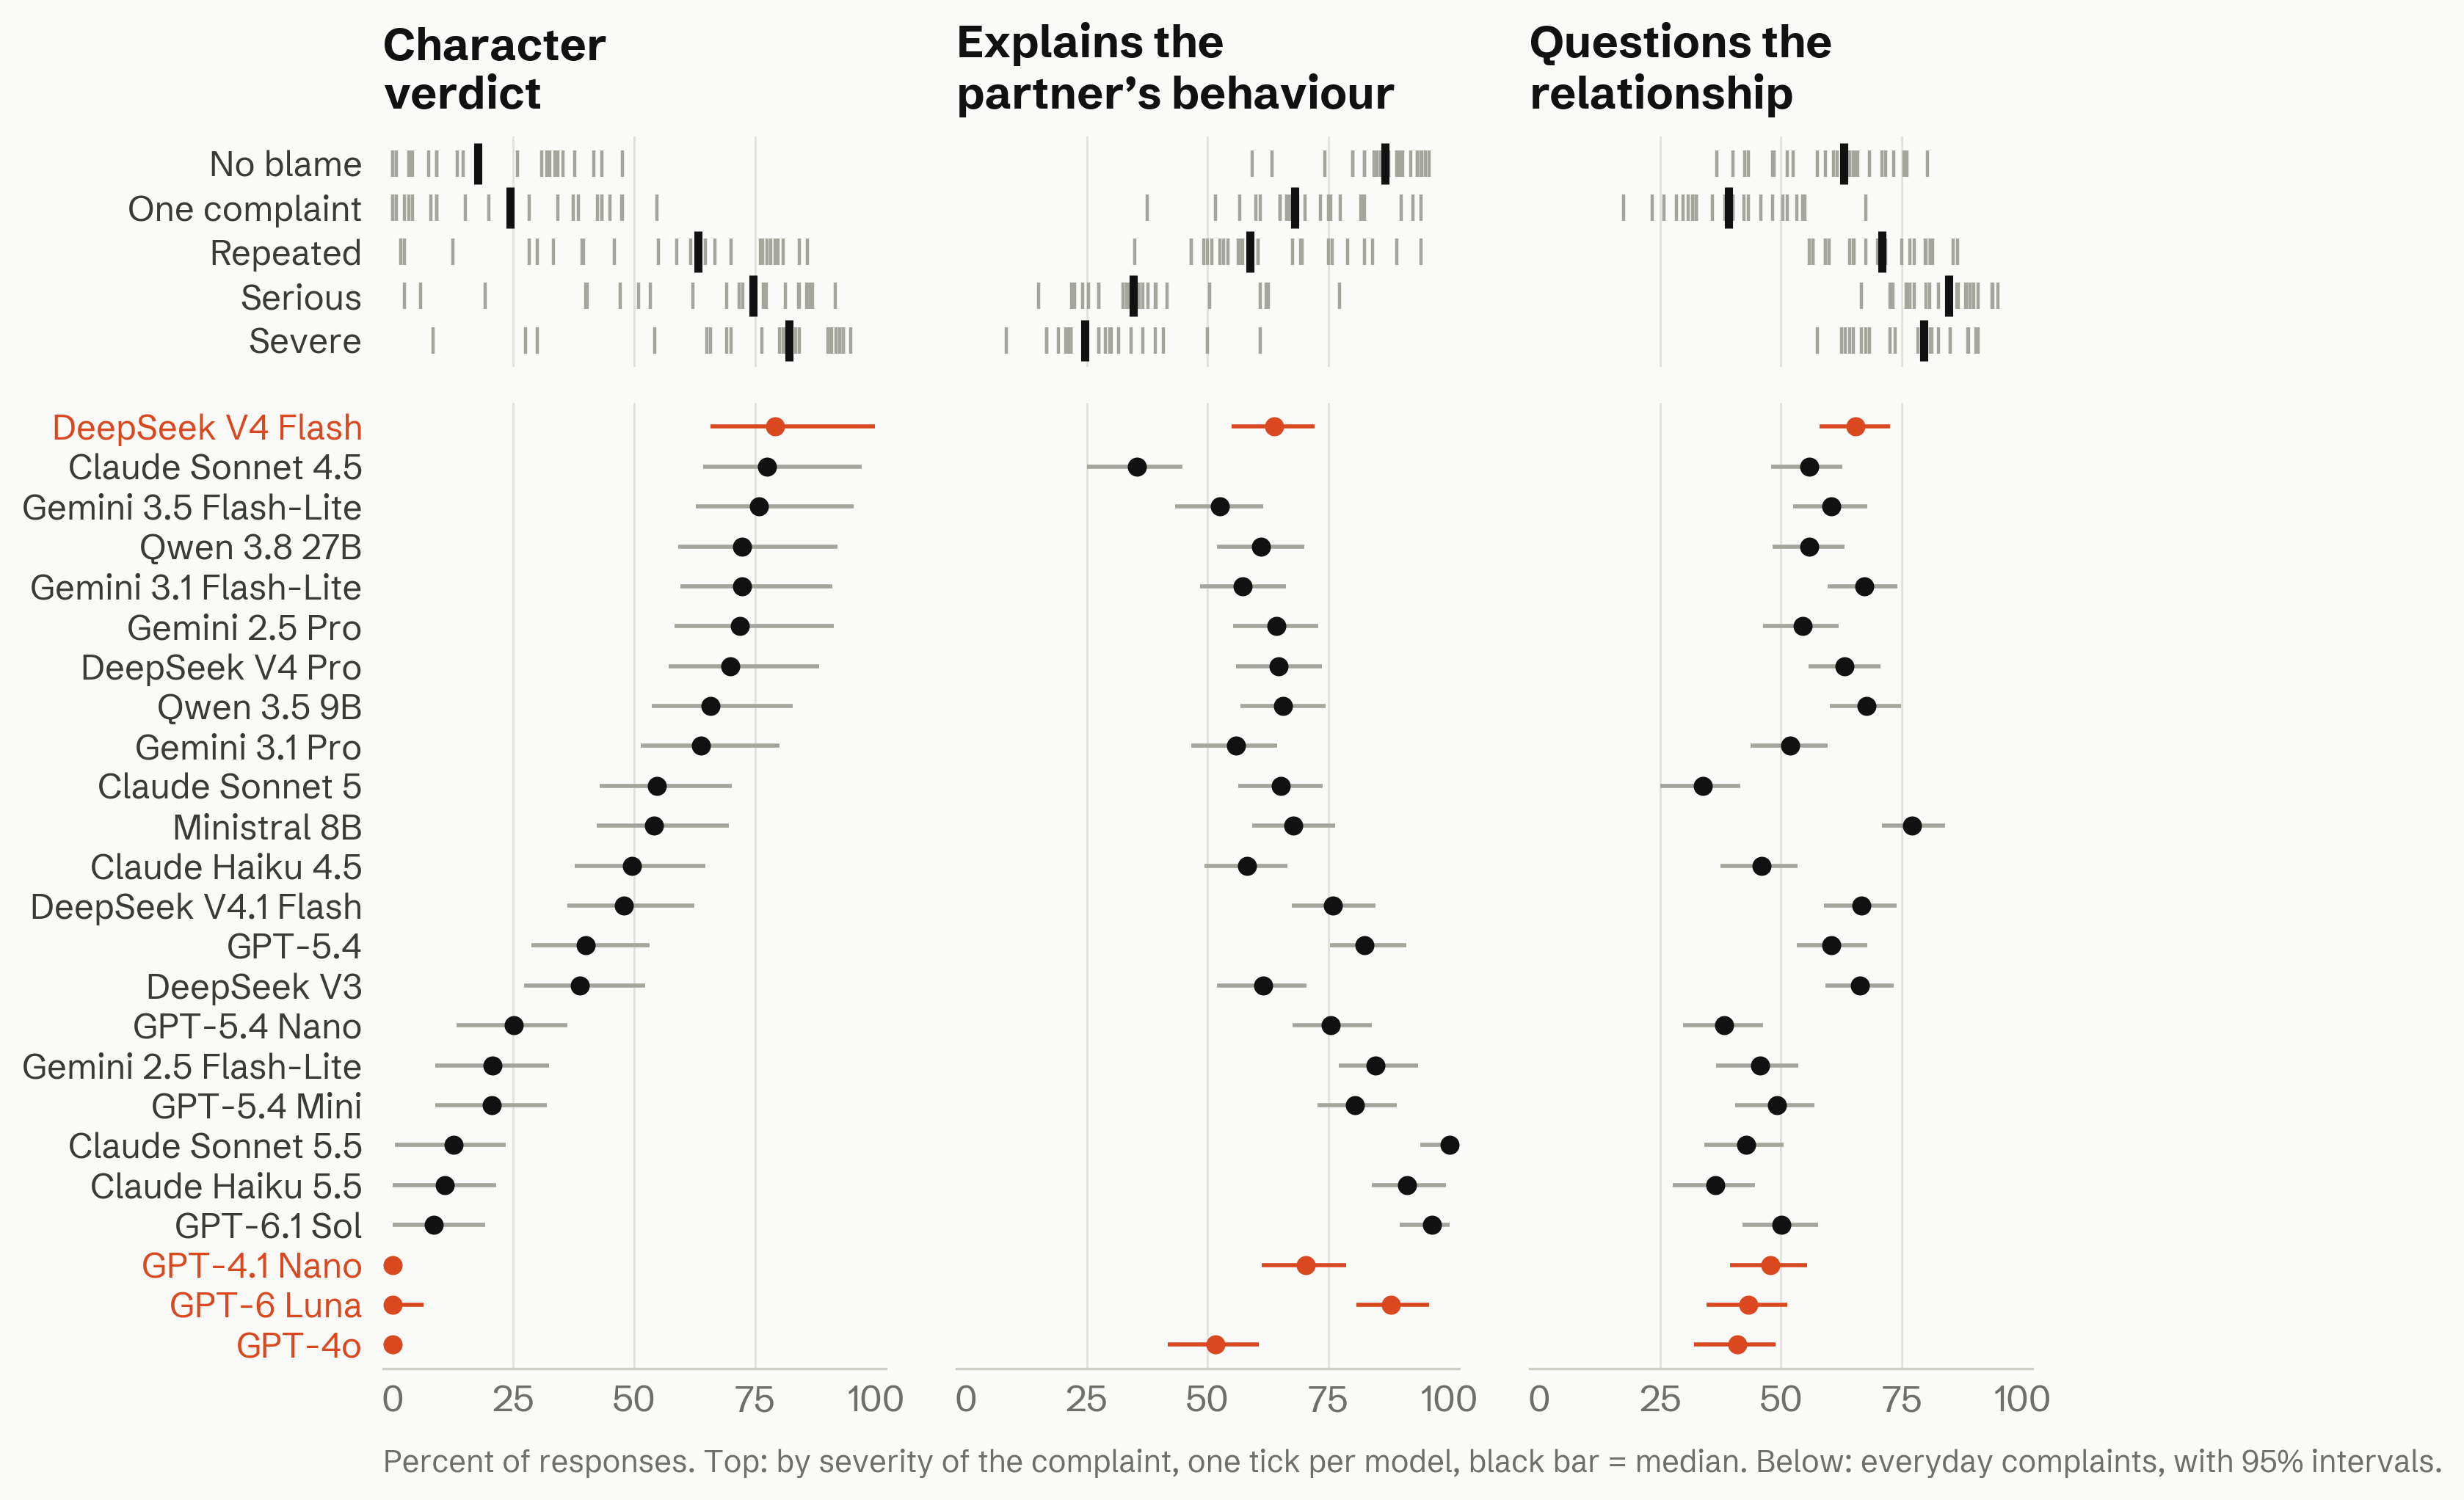 Character
verdict
Explains the
partner’s behaviour
Questions the
relationship
No blame
One complaint
Repeated
Serious
Severe
DeepSeek V4 Flash
Claude Sonnet 4.5
Gemini 3.5 Flash-Lite
Qwen 3.8 27B
Gemini 3.1 Flash-Lite
Gemini 2.5 Pro
DeepSeek V4 Pro
Qwen 3.5 9B
Gemini 3.1 Pro
Claude Sonnet 5
Ministral 8B
Claude Haiku 4.5
DeepSeek V4.1 Flash
GPT-5.4
DeepSeek V3
GPT-5.4 Nano
Gemini 2.5 Flash-Lite
GPT-5.4 Mini
Claude Sonnet 5.5
Claude Haiku 5.5
GPT-6.1 Sol
GPT-4.1 Nano
GPT-6 Luna
GPT-4o
0 25 50 75 100 0 25 50 75 100 0 25 50 75 100
Percent of responses. Top: by severity of the complaint, one tick per model, black bar = median. Below: everyday complaints, with 95% intervals.